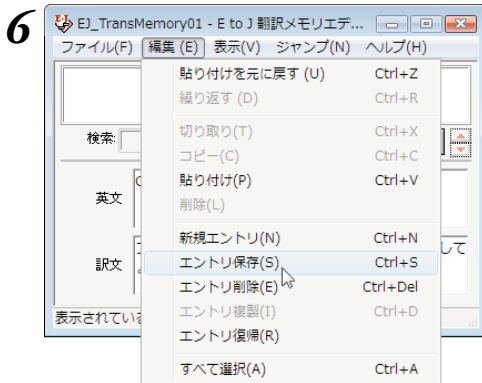 6
EJ_TransMemory01 - E to J 翻訳メモリエデ...
ファイル(F) 編集(E) 表示(V) ジャンプ(N) ヘルプ(H)
貼り付けを元に戻す(U) Ctrl+Z
繰り返す(D) Ctrl+R
切り取り(T) Ctrl+X
検索:
コピー(C) Ctrl+C
貼り付け(P) Ctrl+V
英文
削除(L)
新規エントリ(N) Ctrl+N
して
エントリ保存(S) Ctrl+S
訳文
エントリ削除(E) Ctrl+Del
エントリ複製(I) Ctrl+D
表示されてい
エントリ復帰(R)
すべて選択(A) Ctrl+A